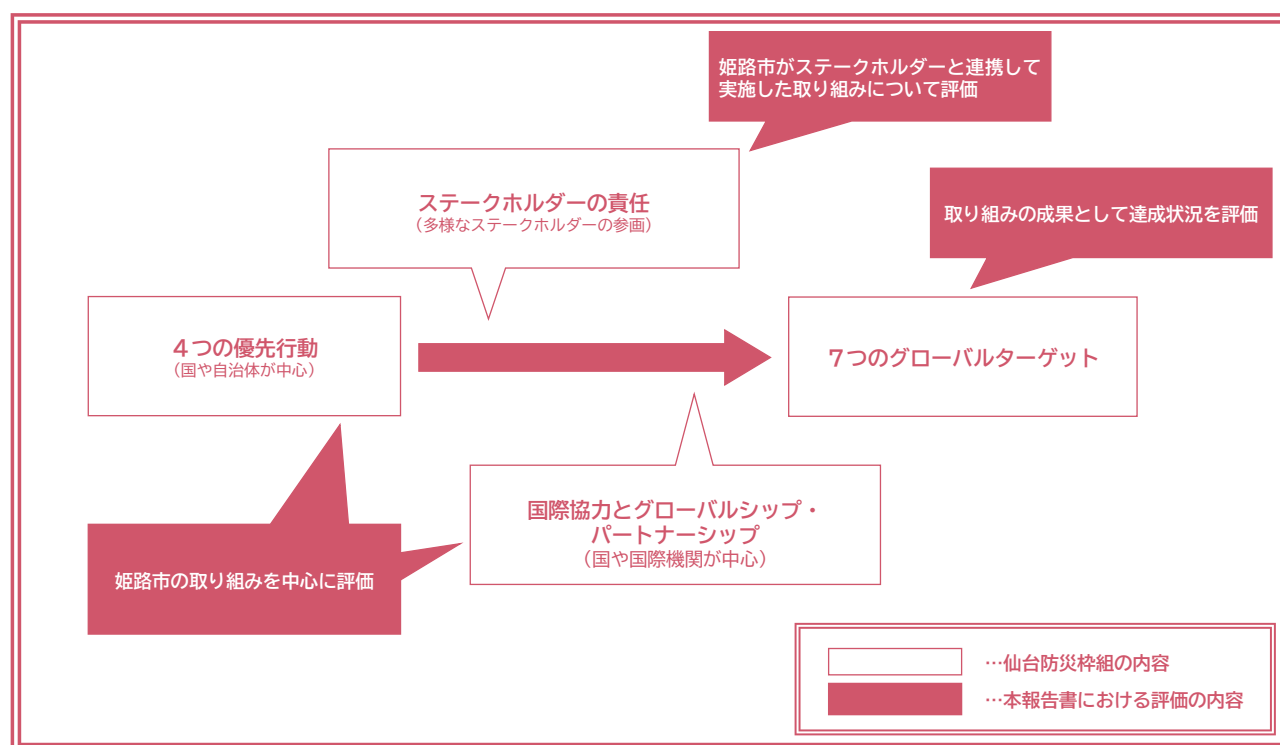 姫路市がステークホルダーと連携して
実施した取り組みについて評価
ステークホルダーの責任
（多様なステークホルダーの参画）
取り組みの成果として達成状況を評価
４つの優先行動
（国や自治体が中心）
７つのグローバルターゲット
国際協力とグローバルシップ・
パートナーシップ
（国や国際機関が中心）
姫路市の取り組みを中心に評価
…仙台防災枠組の内容
…本報告書における評価の内容